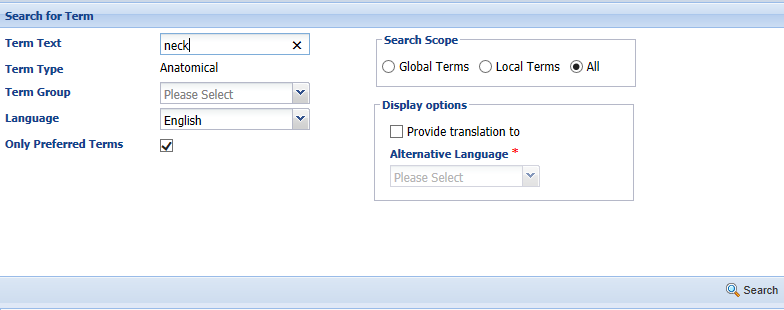 Search for Term
Term Text
neck
Term Type
Anatomical
Term Group
Please Select
Language
English
Only Preferred Terms
Search Scope
Global Terms
Local Terms
All
Display options
Provide translation to
Alternative Language *
Please Select
Search